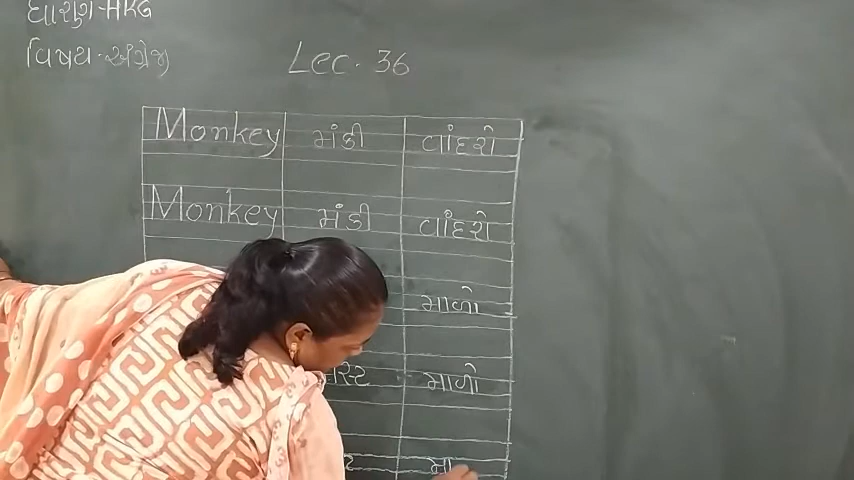 ધોરણ-HKG
વિષય-અંગ્રેજી
Lec. 36
Monkey મંકી વાંદરો
Monkey મંકી વાંદરો
માળો
માળો
મા